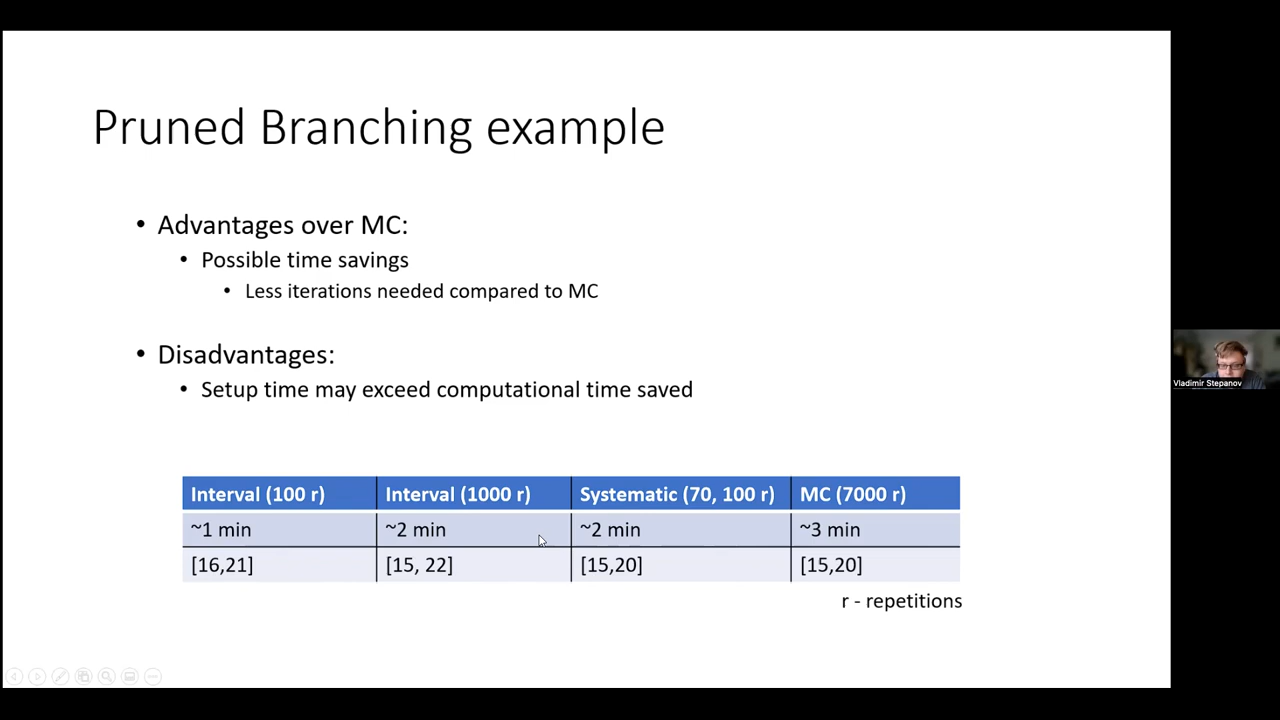 Pruned Branching example
• Advantages over MC:
• Possible time savings
• Less iterations needed compared to MC
• Disadvantages:
• Setup time may exceed computational time saved
Interval (100 r) Interval (1000 r) Systematic (70, 100 r) MC (7000 r)
~1 min ~2 min ~2 min ~3 min
[16,21] [15, 22] [15,20] [15,20]
r - repetitions
Vladimir Stepanov